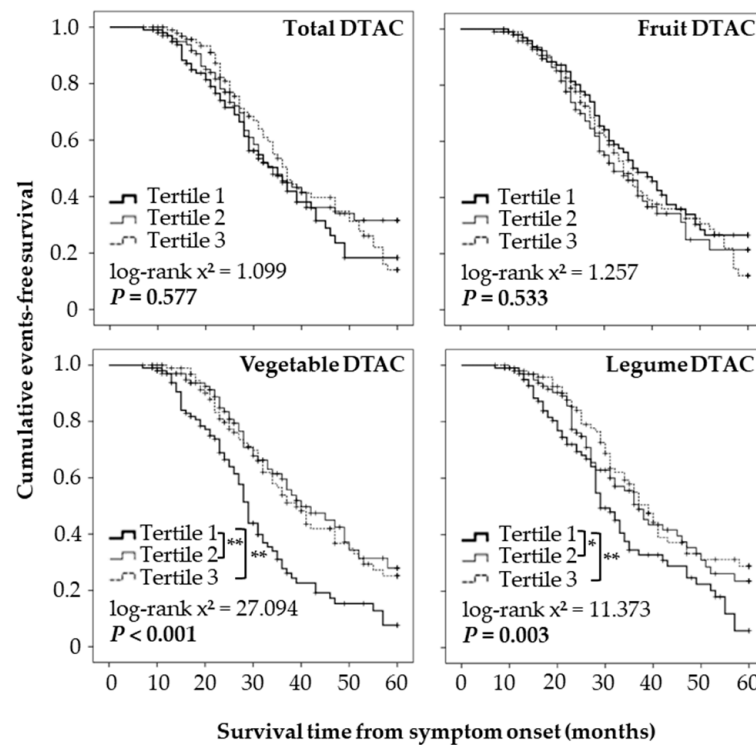 Cumulative events-free survival
Total DTAC
1.0
0.8
0.6
0.4
0.2
0
Tertile 1
Tertile 2
Tertile 3
log-rank x² = 1.099
P = 0.577
Fruit DTAC
Tertile 1
Tertile 2
Tertile 3
log-rank x² = 1.257
P = 0.533
Vegetable DTAC
1.0
0.8
0.6
0.4
0.2
0
Tertile 1
Tertile 2
Tertile 3
**
**
log-rank x² = 27.094
P < 0.001
0 10 20 30 40 50 60
Legume DTAC
Tertile 1
Tertile 2
Tertile 3
*
**
log-rank x² = 11.373
P = 0.003
0 10 20 30 40 50 60
Survival time from symptom onset (months)